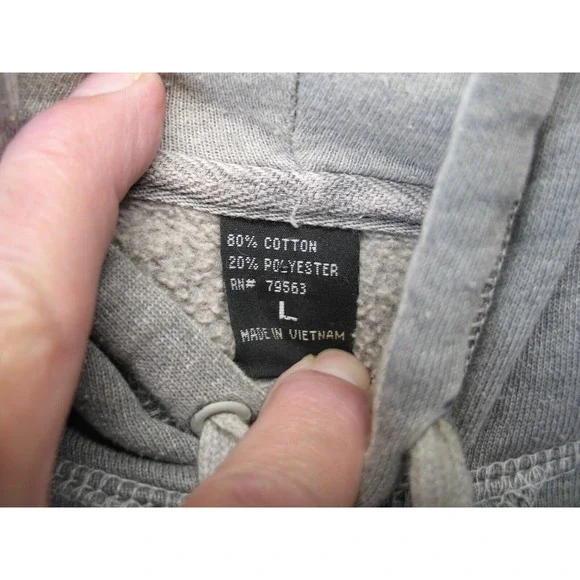 80% COTTON
20% POLYESTER
RN# 79563
L
MADE IN VIETNAM